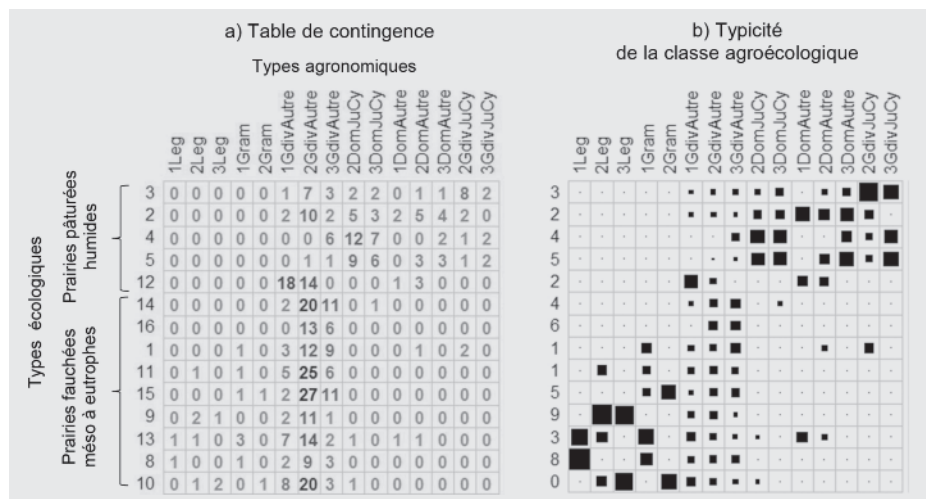 a) Table de contingence
Types agronomiques
1Leg 2Leg 3Leg 1Gram 2Gram 1GdivAutre 2GdivAutre 3GdivAutre 2DomJuCy 3DomJuCy 1DomAutre 2DomAutre 3DomAutre 2GdivJuCy 3GdivJuCy
Types écologiques
Prairies pâturées
humides
Prairies fauchées
méso à eutrophes
3 0 0 0 0 0 1 7 3 2 2 0 1 1 8 2
2 0 0 0 0 0 2 10 2 5 3 2 5 4 2 0
4 0 0 0 0 0 0 0 6 12 7 0 0 2 1 2
5 0 0 0 0 0 0 1 1 9 6 0 3 3 1 2
12 0 0 0 0 0 18 14 0 0 0 1 3 0 0 0
14 0 0 0 0 0 2 20 11 0 1 0 0 0 0 0
16 0 0 0 0 0 0 13 6 0 0 0 0 0 0 0
1 0 0 0 1 0 3 12 9 0 0 0 1 0 2 0
11 0 1 0 1 0 5 25 6 0 0 0 0 0 0 0
15 0 0 0 1 1 2 27 11 0 0 0 0 0 0 0
9 0 2 1 0 0 2 11 1 0 0 0 0 0 0 0
13 1 1 0 3 0 7 14 2 1 0 1 1 0 0 0
8 1 0 0 1 0 2 9 3 0 0 0 0 0 0 0
10 0 1 2 0 1 8 20 3 1 0 0 0 0 0 0
b) Typicité
de la classe agroécologique
1Leg 2Leg 3Leg 1Gram 2Gram 1GdivAutre 2GdivAutre 3GdivAutre 2DomJuCy 3DomJuCy 1DomAutre 2DomAutre 3DomAutre 2GdivJuCy 3GdivJuCy
3
2
4
5
2
4
6
1
1
5
9
3
8
0